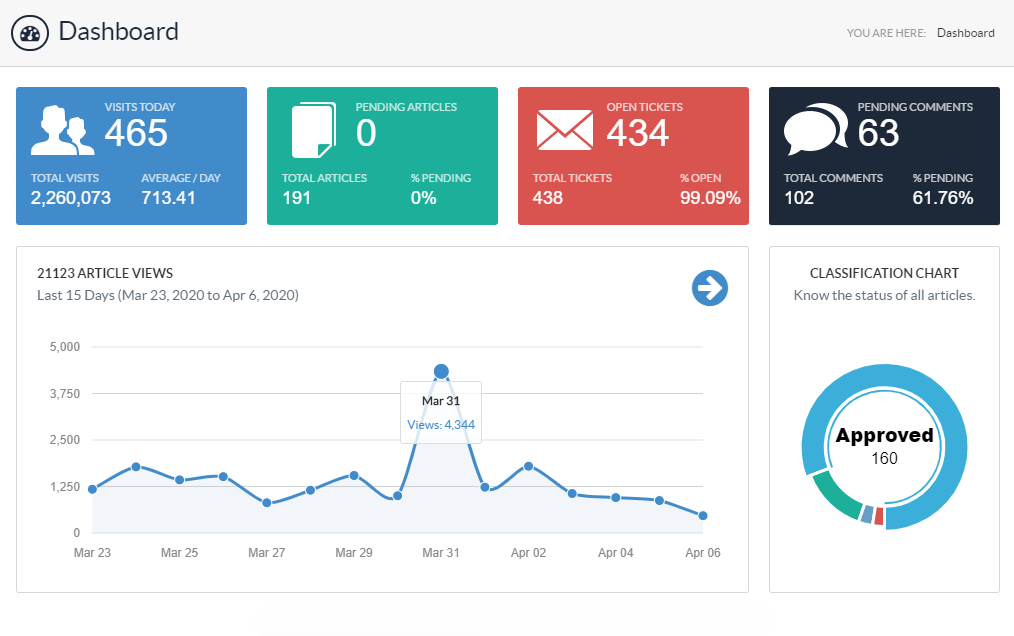 Dashboard
YOU ARE HERE: Dashboard
VISITS TODAY
465
TOTAL VISITS AVERAGE / DAY
2,260,073 713.41
PENDING ARTICLES
0
TOTAL ARTICLES % PENDING
191 0%
OPEN TICKETS
434
TOTAL TICKETS % OPEN
438 99.09%
PENDING COMMENTS
63
TOTAL COMMENTS % PENDING
102 61.76%
21123 ARTICLE VIEWS
Last 15 Days (Mar 23, 2020 to Apr 6, 2020)
5,000
3,750
2,500
1,250
0
Mar 31
Views: 4,344
Mar 23 Mar 25 Mar 27 Mar 29 Mar 31 Apr 02 Apr 04 Apr 06
CLASSIFICATION CHART
Know the status of all articles.
Approved
160